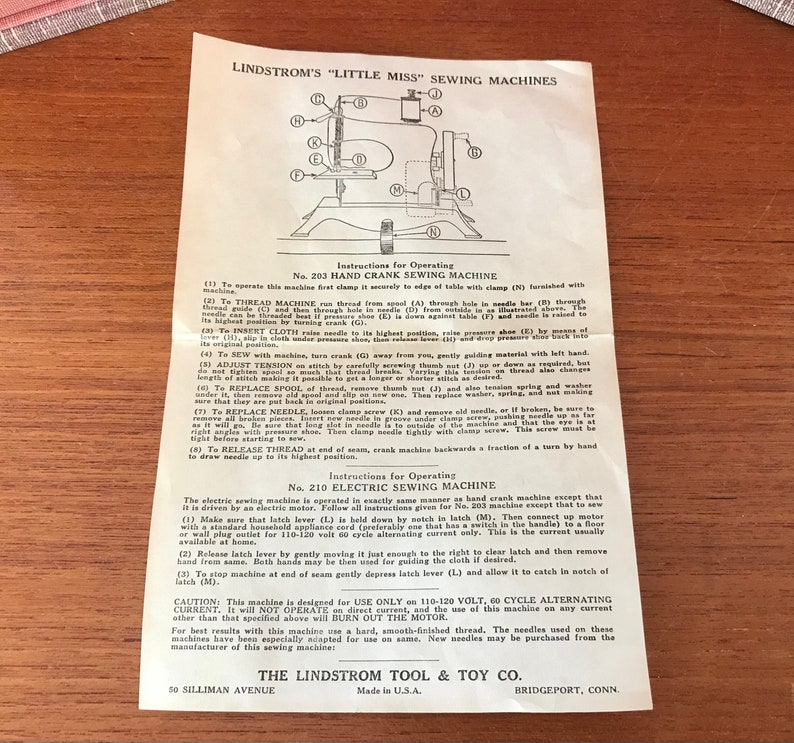 LINDSTROM'S "LITTLE MISS" SEWING MACHINES
J
C
B
A
H
K
G
E
D
F
M
L
N
Instructions for Operating
No. 203 HAND CRANK SEWING MACHINE
(1) To operate this machine first clamp it securely to edge of table with clamp (N) furnished with
machine.
(2) To THREAD MACHINE run thread from spool (A) through hole in needle bar (B) through
thread guide (C) and then through hole in needle (D) from outside in as illustrated above. The
needle can be threaded best if pressure shoe (E) is down against table (F) and needle is raised to
its highest position by turning crank (G).
(3) To INSERT CLOTH raise needle to its highest position, raise pressure shoe (E) by means of
lever (H), slip in cloth under pressure shoe, then release lever (H) and drop pressure shoe back into
its original position.
(4) To SEW with machine, turn crank (G) away from you, gently guiding material with left hand.
(5) ADJUST TENSION on stitch by carefully screwing thumb nut (J) up or down as required, but
do not tighten spool so much that thread breaks. Varying this tension on thread also changes
length of stitch making it possible to get a longer or shorter stitch as desired.
(6) To REPLACE SPOOL of thread, remove thumb nut (J) and also tension spring and washer
under it, then remove old spool and slip on new one. Then replace washer, spring, and nut making
sure that they are put back in original positions.
(7) To REPLACE NEEDLE, loosen clamp screw (K) and remove old needle, or if broken, be sure to
remove all broken pieces. Insert new needle in groove under clamp screw, pushing needle up as far
as it will go. Be sure that long slot in needle is to outside of machine and that the eye is at
right angles with pressure shoe. Then clamp needle tightly with clamp screw. This screw must be
tight before starting to sew.
(8) To RELEASE THREAD at end of seam, crank machine backwards a fraction of a turn by hand
to draw needle up to its highest position.
Instructions for Operating
No. 210 ELECTRIC SEWING MACHINE
The electric sewing machine is operated in exactly same manner as hand crank machine except that
it is driven by an electric motor. Follow all instructions given for No. 203 machine except that to sew
(1) Make sure that latch lever (L) is held down by notch in latch (M). Then connect up motor
with a standard household appliance cord (preferably one that has a switch in the handle) to a floor
or wall plug outlet for 110-120 volt 60 cycle alternating current only. This is the current usually
available at home.
(2) Release latch lever by gently moving it just enough to the right to clear latch and then remove
hand from same. Both hands may be then used for guiding the cloth if desired.
(3) To stop machine at end of seam gently depress latch lever (L) and allow it to catch in notch of
latch (M).
CAUTION: This machine is designed for USE ONLY on 110-120 VOLT, 60 CYCLE ALTERNATING
CURRENT. It will NOT OPERATE on direct current, and the use of this machine on any current
other than that specified above will BURN OUT THE MOTOR.
For best results with this machine use a hard, smooth-finished thread. The needles used on these
machines have been especially adapted for use on same. New needles may be purchased from the
manufacturer of this sewing machine:
THE LINDSTROM TOOL & TOY CO.
50 SILLIMAN AVENUE Made in U.S.A. BRIDGEPORT, CONN.